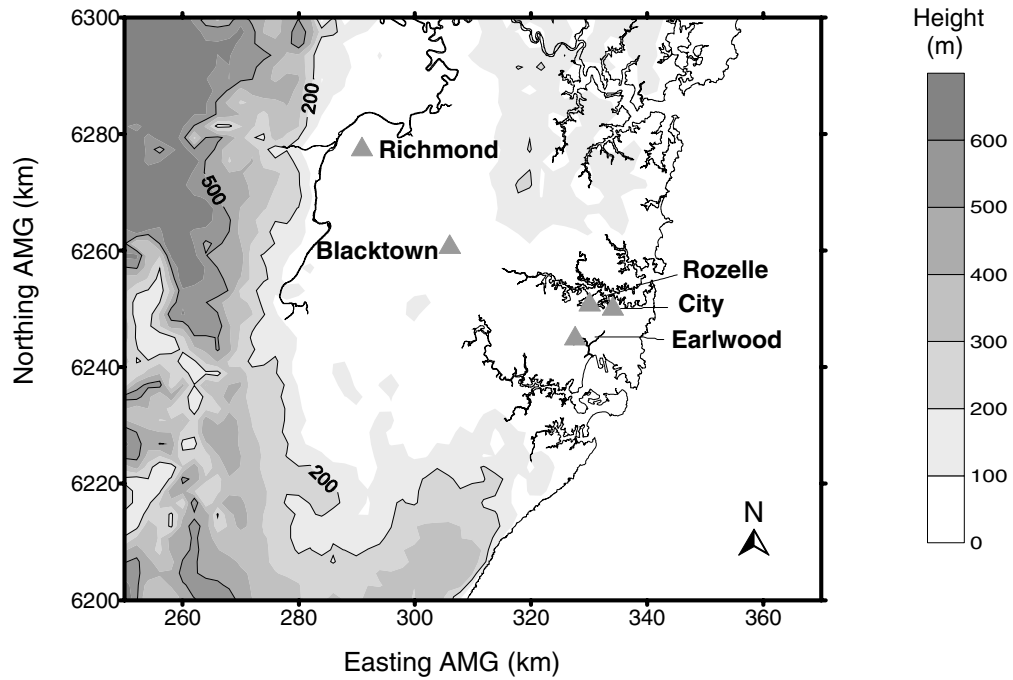 6300
6280
6260
6240
6220
6200
Northing AMG (km)
260
280
300
320
340
360
Easting AMG (km)
200
500
200
Richmond
Blacktown
Rozelle
City
Earlwood
N
Height
(m)
600
500
400
300
200
100
0